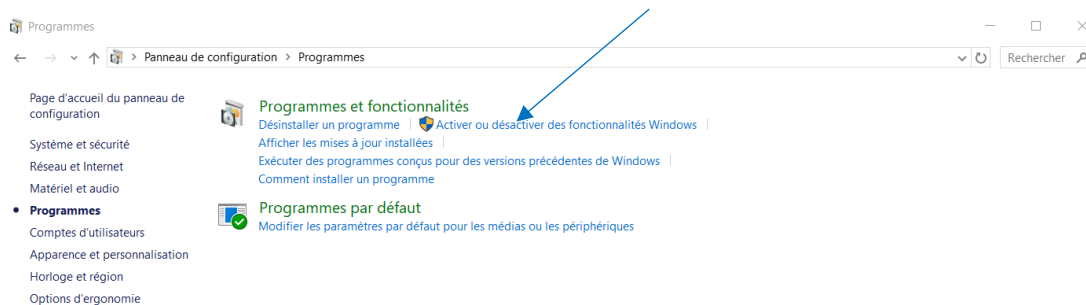 Programmes
Panneau de configuration > Programmes
Rechercher
Page d'accueil du panneau de
configuration
Système et sécurité
Réseau et Internet
Matériel et audio
Programmes
Comptes d'utilisateurs
Apparence et personnalisation
Horloge et région
Options d'ergonomie
Programmes et fonctionnalités
Désinstaller un programme | Activer ou désactiver des fonctionnalités Windows |
Afficher les mises à jour installées |
Exécuter des programmes conçus pour des versions précédentes de Windows |
Comment installer un programme
Programmes par défaut
Modifier les paramètres par défaut pour les médias ou les périphériques